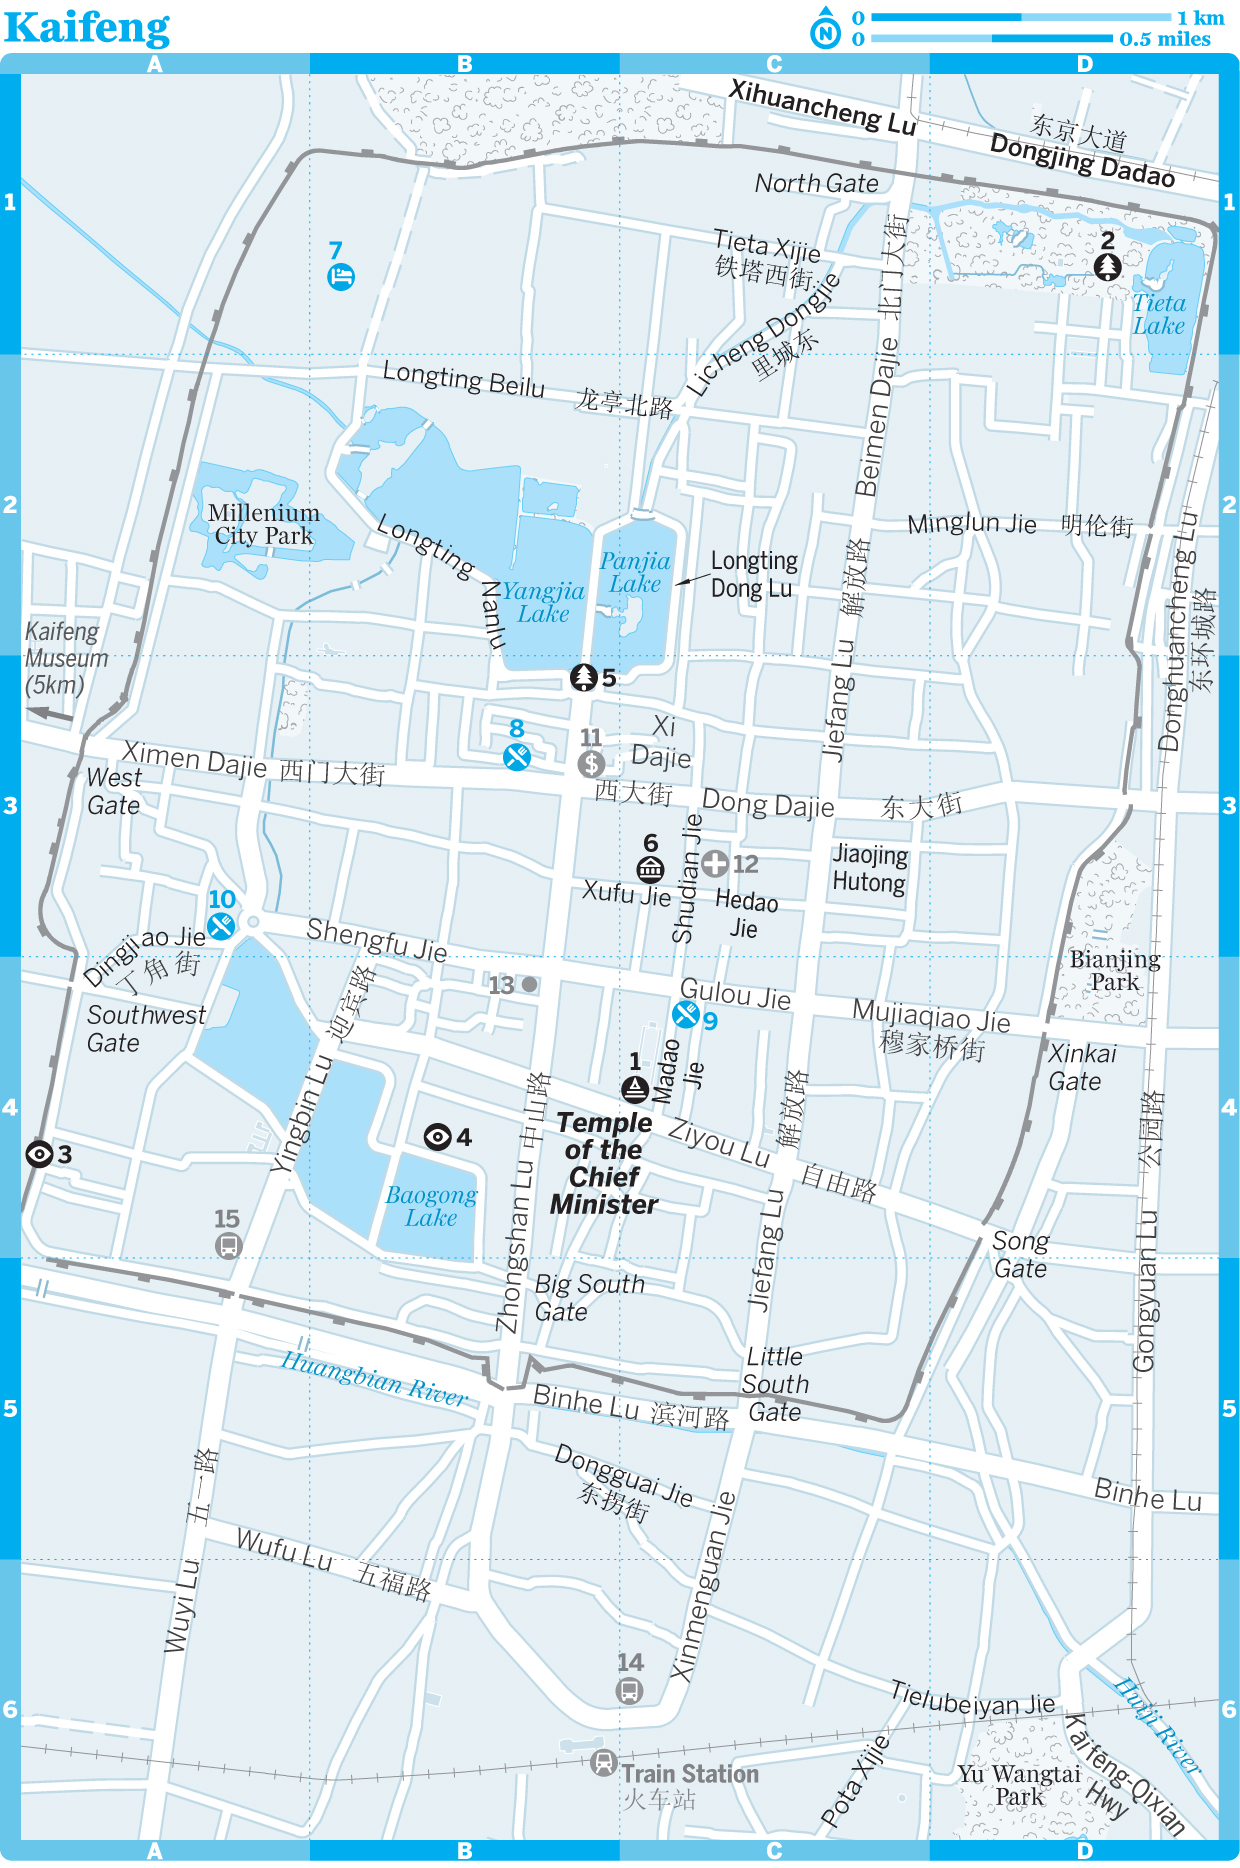 Kaifeng
N
0
1 km
0
0.5 miles
A
B
C
D
Xihuancheng Lu
东京大道
Dongjing Dadao
1
1
North Gate
Tieta Xijie
铁塔西街
北门大街
2
7
Licheng Dongjie
里城东
Tieta
Lake
Longting Beilu
龙亭北路
Beimen Dajie
2
2
Millenium
City Park
Longting
Nanlu
Minglun Jie
明伦街
Yangjia
Lake
Panjia
Lake
Longting
Dong Lu
解放路
Donghuancheng Lu
东环城路
Kaifeng
Museum
(5km)
Jiefang Lu
5
8
11
$
Xi
Dajie
西大街
Ximen Dajie
西门大街
West
Gate
Dong Dajie
东大街
3
3
6
12
Shudian Jie
Jiaojing
Hutong
Xufu Jie
Hedao
Jie
10
Dingjiao Jie
丁角街
Shengfu Jie
Bianjing
Park
13
Gulou Jie
9
Mujiaqiao Jie
穆家桥街
Southwest
Gate
迎宾路
Yingbin Lu
Xinkai
Gate
1
Madao
Jie
Temple
of the
Chief
Minister
中山路
Zhongshan Lu
解放路
公园路
4
4
4
3
Ziyou Lu
自由路
Baogong
Lake
15
Jiefang Lu
Song
Gate
Gongyuan Lu
Big South
Gate
Little
South
Gate
Huangbian River
Binhe Lu
滨河路
5
5
Dongguai Jie
东拐街
Binhe Lu
五一路
Wuyi Lu
Wufu Lu
五福路
Xinmenguan Jie
14
Tielubeiyan Jie
Huiji River
6
6
Train Station
火车站
Pota Xijie
Yu Wangtai
Park
Kaifeng-Qixian
Hwy
A
B
C
D